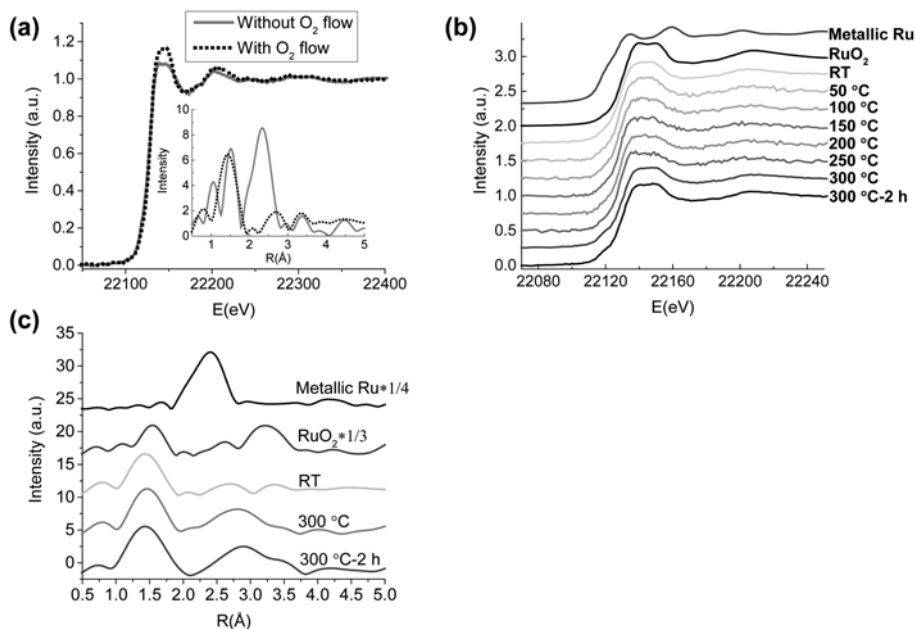 (a)
Without O₂ flow
With O₂ flow
1.2
1.0
0.8
0.6
0.4
0.2
0.0
Intensity (a.u.)
22100 22200 22300 22400
E(eV)
10
8
6
4
2
0
Intensity
1 2 3 4 5
R(Å)
(b)
3.0
2.5
2.0
1.5
1.0
0.5
0.0
Intensity (a.u.)
22080 22120 22160 22200 22240
E(eV)
Metallic Ru
RuO₂
RT
50 °C
100 °C
150 °C
200 °C
250 °C
300 °C
300 °C-2 h
(c)
35
30
25
20
15
10
5
0
Intensity (a.u.)
Metallic Ru*1/4
RuO₂*1/3
RT
300 °C
300 °C-2 h
0.5 1.0 1.5 2.0 2.5 3.0 3.5 4.0 4.5 5.0
R(Å)